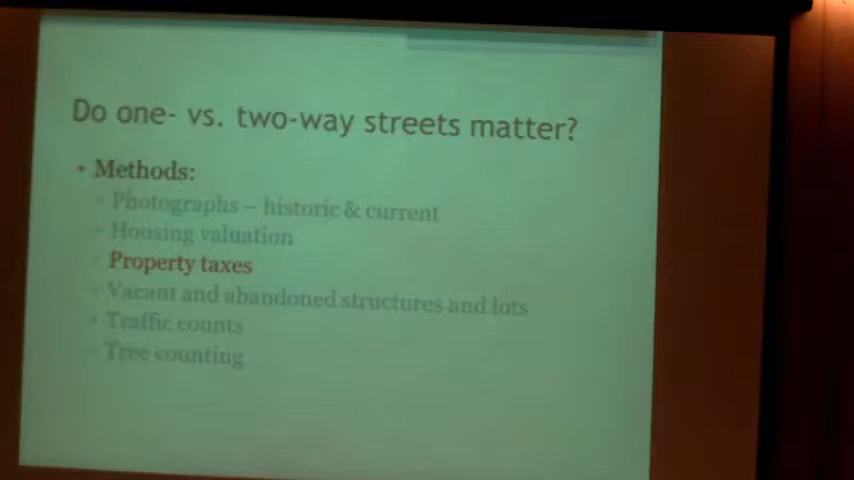 Do one- vs. two-way streets matter?
• Methods:
• Photographs – historic & current
• Housing valuation
• Property taxes
• Vacant and abandoned structures and lots
• Traffic counts
• Tree counting